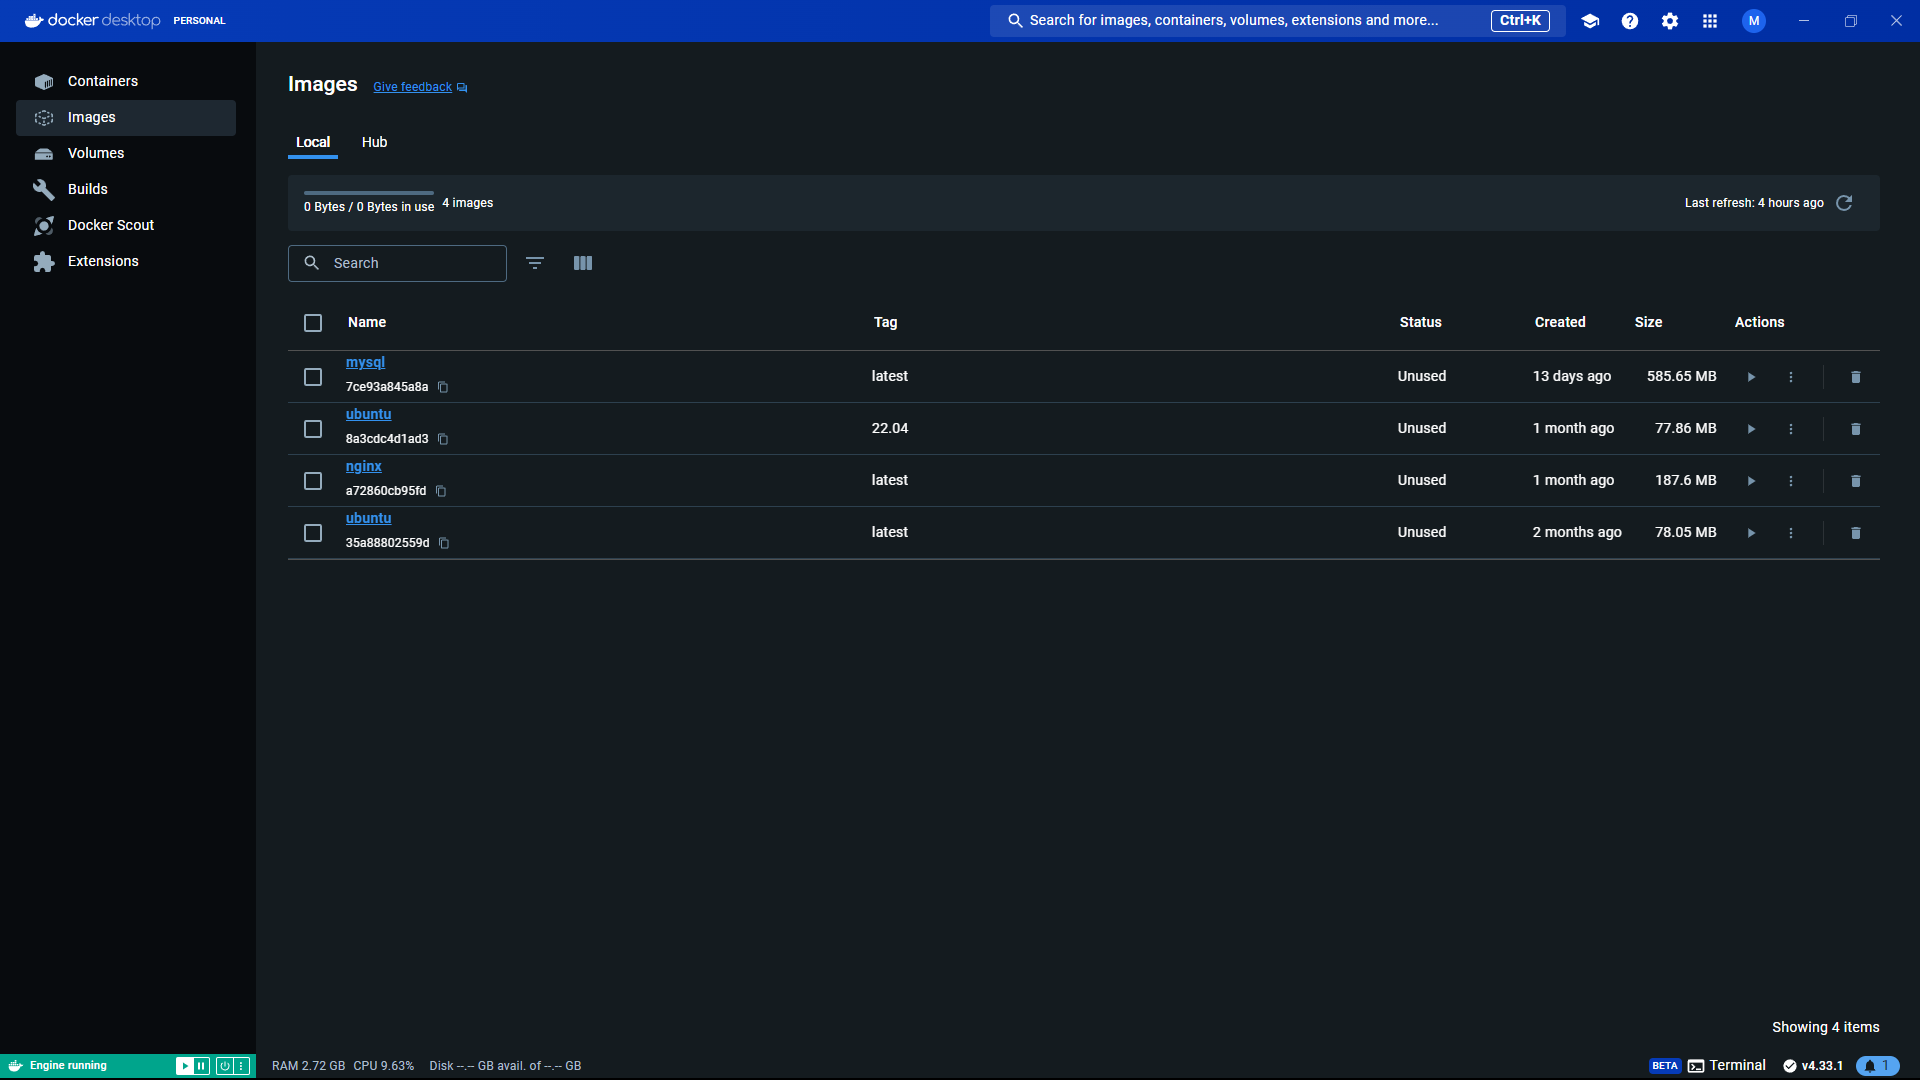 docker desktop PERSONAL
Search for images, containers, volumes, extensions and more... Ctrl+K
M
Containers
Images
Volumes
Builds
Docker Scout
Extensions
Images Give feedback
Local Hub
0 Bytes / 0 Bytes in use 4 images
Last refresh: 4 hours ago
Search
Name Tag Status Created Size Actions
mysql
7ce93a845a8a latest Unused 13 days ago 585.65 MB
ubuntu
8a3cdc4d1ad3 22.04 Unused 1 month ago 77.86 MB
nginx
a72860cb95fd latest Unused 1 month ago 187.6 MB
ubuntu
35a88802559d latest Unused 2 months ago 78.05 MB
Showing 4 items
Engine running
RAM 2.72 GB CPU 9.63% Disk --.-- GB avail. of --.-- GB
BETA Terminal v4.33.1 1